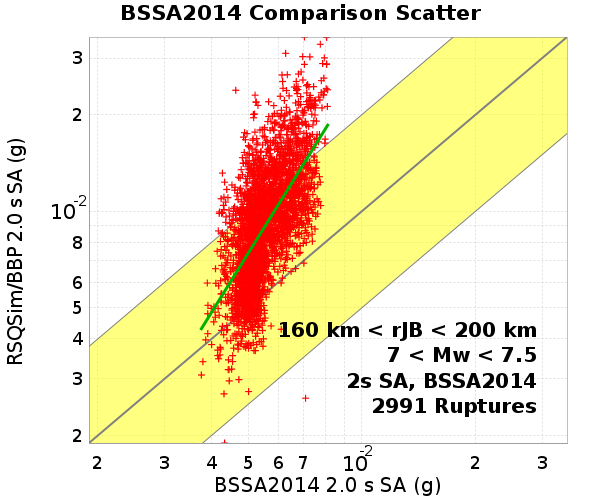 BSSA2014 Comparison Scatter
RSQSim/BBP 2.0 s SA (g)
3
2
10-2
8
6
5
4
3
2
160 km < rJB < 200 km
7 < Mw < 7.5
2s SA, BSSA2014
2991 Ruptures
2 3 4 5 6 7 10-2 2 3
BSSA2014 2.0 s SA (g)